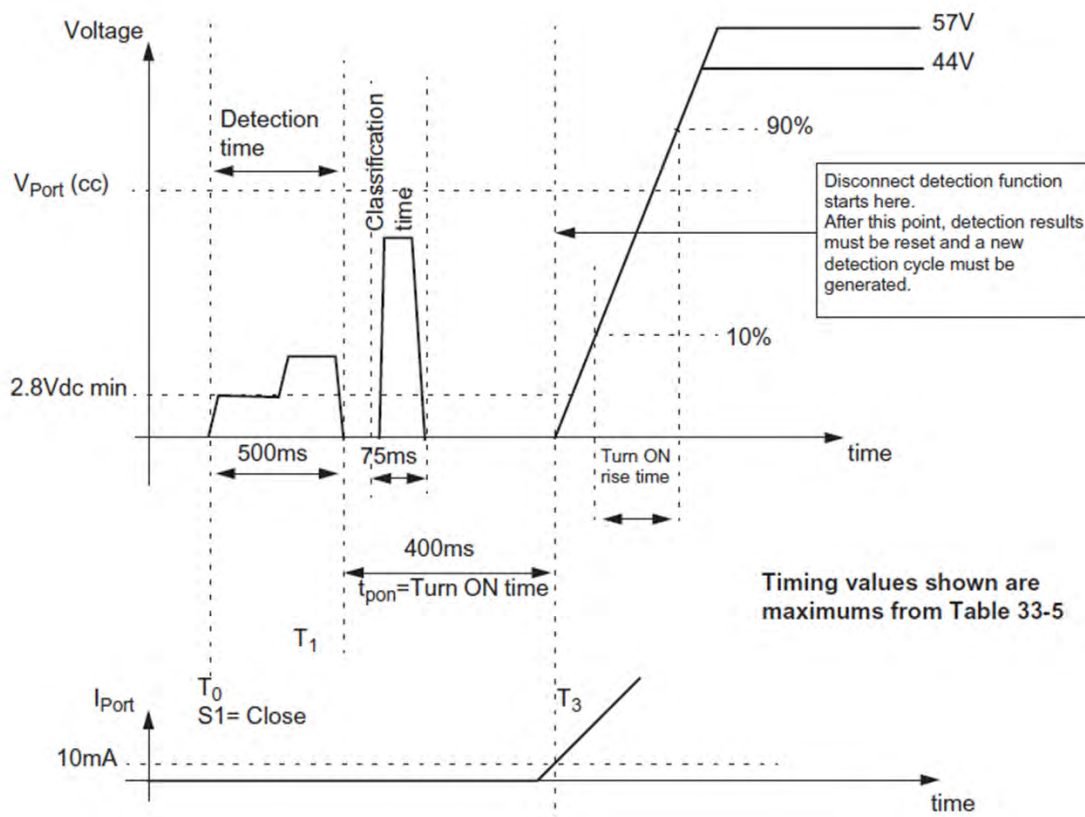 57V
Voltage
44V
Detection
time
Classification
time
90%
VPort (cc)
Disconnect detection function
starts here.
After this point, detection results
must be reset and a new
detection cycle must be
generated.
10%
2.8Vdc min
time
500ms
75ms
Turn ON
rise time
400ms
tpon=Turn ON time
Timing values shown are
maximums from Table 33-5
T1
T0
S1= Close
IPort
T3
10mA
time